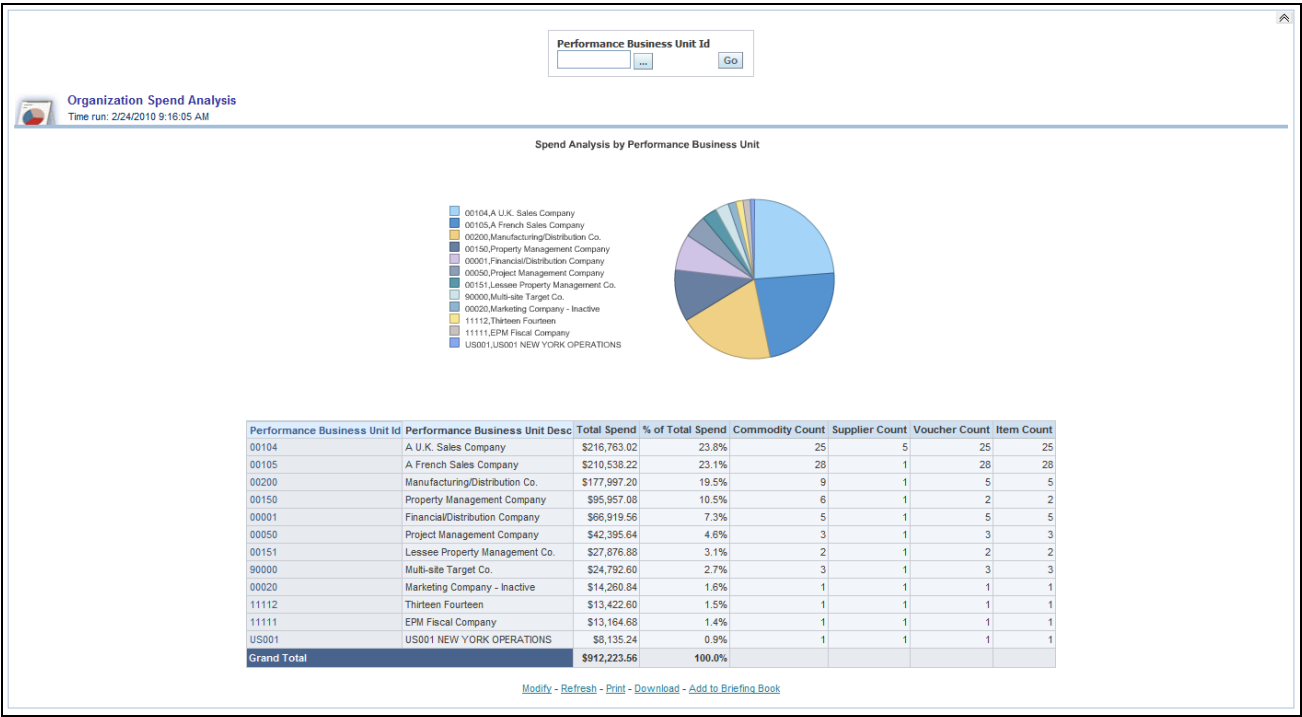 Performance Business Unit Id
...
Go
Organization Spend Analysis
Time run: 2/24/2010 9:16:05 AM
Spend Analysis by Performance Business Unit
00104,A U.K. Sales Company
00105,A French Sales Company
00200,Manufacturing/Distribution Co.
00150,Property Management Company
00001,Financial/Distribution Company
00050,Project Management Company
00151,Lessee Property Management Co.
90000,Multi-site Target Co.
00020,Marketing Company - Inactive
11112,Thirteen Fourteen
11111,EPM Fiscal Company
US001,US001 NEW YORK OPERATIONS
Performance Business Unit Id Performance Business Unit Desc Total Spend % of Total Spend Commodity Count Supplier Count Voucher Count Item Count
00104 A U.K. Sales Company $216,763.02 23.8% 25 5 25 25
00105 A French Sales Company $210,538.22 23.1% 28 1 28 28
00200 Manufacturing/Distribution Co. $177,997.20 19.5% 9 1 5 5
00150 Property Management Company $95,957.08 10.5% 6 1 2 2
00001 Financial/Distribution Company $66,919.56 7.3% 5 1 5 5
00050 Project Management Company $42,395.64 4.6% 3 1 3 3
00151 Lessee Property Management Co. $27,876.88 3.1% 2 1 2 2
90000 Multi-site Target Co. $24,792.60 2.7% 3 1 3 3
00020 Marketing Company - Inactive $14,260.84 1.6% 1 1 1 1
11112 Thirteen Fourteen $13,422.60 1.5% 1 1 1 1
11111 EPM Fiscal Company $13,164.68 1.4% 1 1 1 1
US001 US001 NEW YORK OPERATIONS $8,135.24 0.9% 1 1 1 1
Grand Total $912,223.56 100.0%
Modify - Refresh - Print - Download - Add to Briefing Book